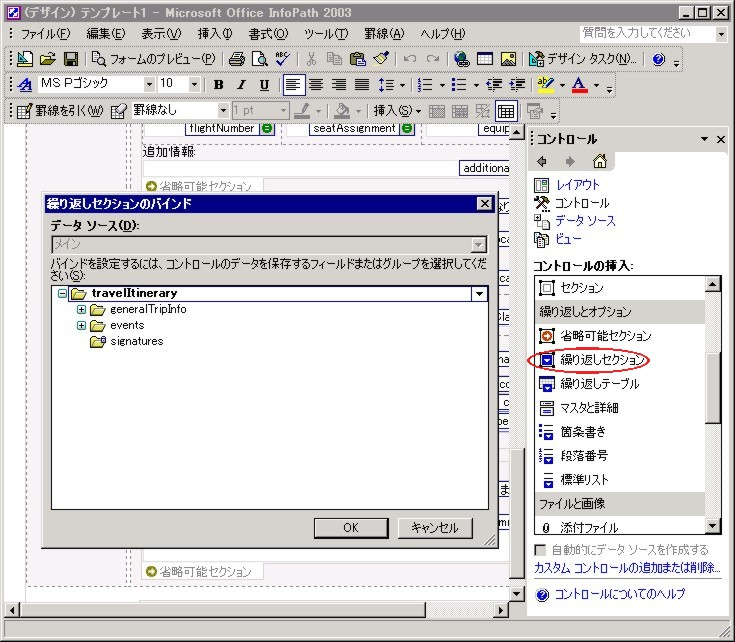 (デザイン) テンプレート1 - Microsoft Office InfoPath 2003
ファイル(F) 編集(E) 表示(V) 挿入(I) 書式(O) ツール(T) 罫線(A) ヘルプ(H) 質問を入力してください
フォームのプレビュー(P) デザイン タスク(N)...
MS Pゴシック 10 B I U
罫線を引く(W) 罫線なし 1 pt 挿入(S)
flightNumber seatAssignment equip
追加情報:
additiona
省略可能セクション
繰り返しセクションのバインド
データ ソース(D):
メイン
バインドを設定するには、コントロールのデータを保存するフィールドまたはグループを選択してくだ
さい(S):
travelItinerary
generalTripInfo
events
signatures
OK キャンセル
省略可能セクション
コントロール
レイアウト
コントロール
データ ソース
ビュー
コントロールの挿入:
セクション
繰り返しとオプション
省略可能セクション
繰り返しセクション
繰り返しテーブル
マスタと詳細
箇条書き
段落番号
標準リスト
ファイルと画像
添付ファイル
自動的にデータ ソースを作成する
カスタム コントロールの追加または削除...
コントロールについてのヘルプ